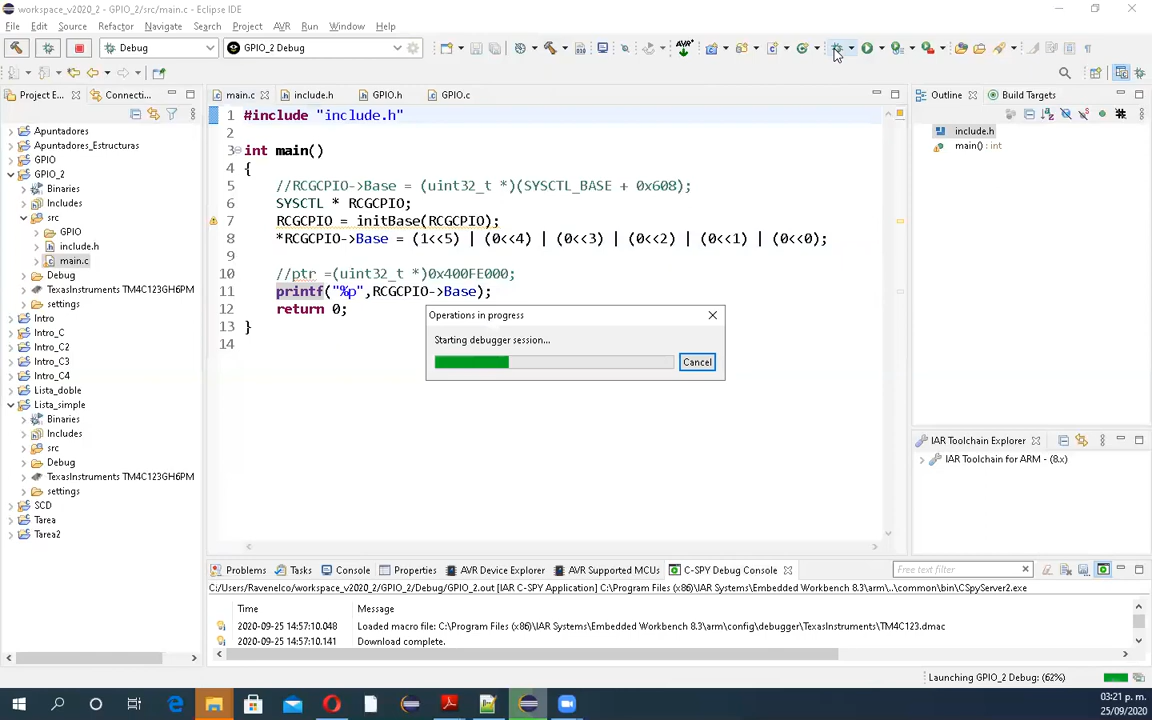 workspace_v2020_2 - GPIO_2/src/main.c - Eclipse IDE
File Edit Source Refactor Navigate Search Project AVR Run Window Help
Debug GPIO_2 Debug AVR
Project E... Connecti... main.c include.h GPIO.h GPIO.c Outline Build Targets
Apuntadores
Apuntadores_Estructuras
GPIO
GPIO_2
Binaries
Includes
src
GPIO
include.h
main.c
Debug
TexasInstruments TM4C123GH6PM
settings
Intro
Intro_C
Intro_C2
Intro_C3
Intro_C4
Lista_doble
Lista_simple
Binaries
Includes
src
Debug
TexasInstruments TM4C123GH6PM
settings
SCD
Tarea
Tarea2
1 #include "include.h"
2
3 int main()
4 {
5 //RCGCPIO->Base = (uint32_t *)(SYSCTL_BASE + 0x608);
6 SYSCTL * RCGCPIO;
7 RCGCPIO = initBase(RCGCPIO);
8 *RCGCPIO->Base = (1<<5) | (0<<4) | (0<<3) | (0<<2) | (0<<1) | (0<<0);
9
10 //ptr =(uint32_t *)0x400FE000;
11 printf("%p",RCGCPIO->Base);
12 return 0;
13 }
14
Operations in progress
Starting debugger session...
Cancel
include.h
main() : int
IAR Toolchain Explorer
IAR Toolchain for ARM - (8.x)
Problems Tasks Console Properties AVR Device Explorer AVR Supported MCUs C-SPY Debug Console Free text filter
C:/Users/Ravenelco/workspace_v2020_2/GPIO_2/Debug/GPIO_2.out [IAR C-SPY Application] C:\Program Files (x86)\IAR Systems\Embedded Workbench 8.3\arm\..\common\bin\CSpyServer2.exe
Time Message
2020-09-25 14:57:10.048 Loaded macro file: C:\Program Files (x86)\IAR Systems\Embedded Workbench 8.3\arm\config\debugger\TexasInstruments\TM4C123.dmac
2020-09-25 14:57:10.141 Download complete.
Launching GPIO_2 Debug: (62%)
03:21 p. m.
25/09/2020